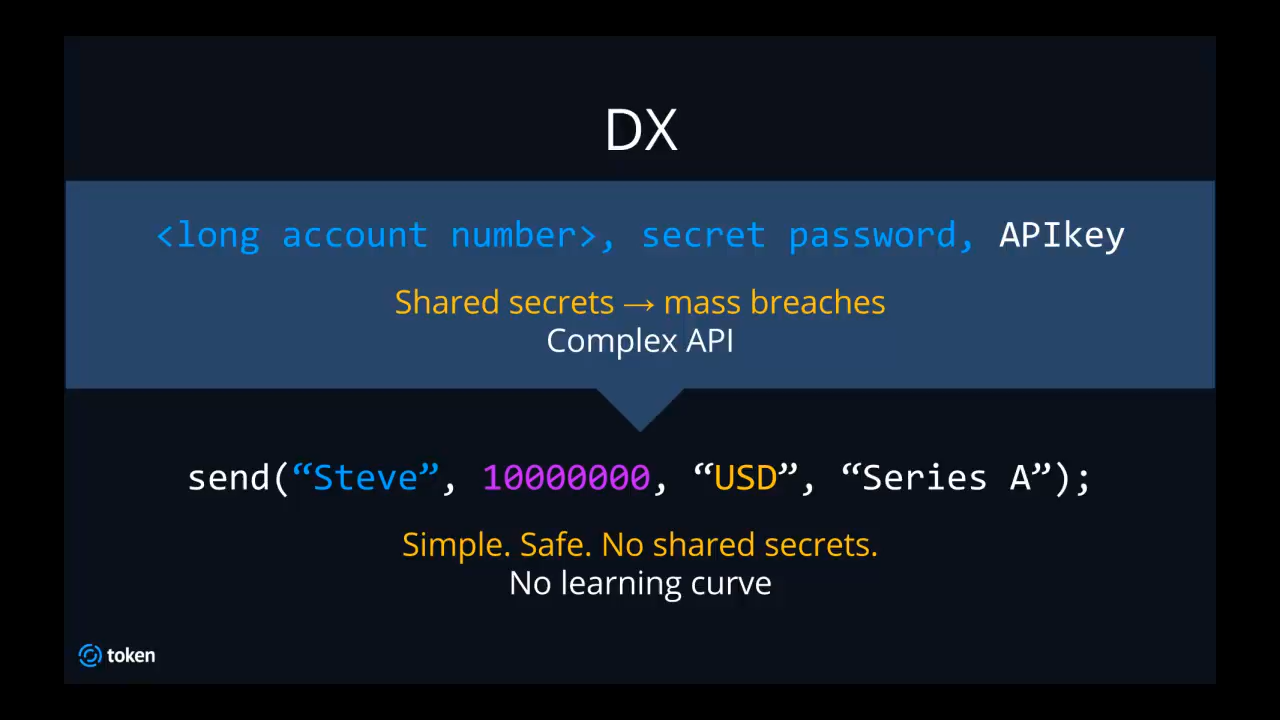 DX
<long account number>, secret password, APIkey
Shared secrets → mass breaches
Complex API
send(“Steve”, 10000000, “USD”, “Series A”);
Simple. Safe. No shared secrets.
No learning curve
token